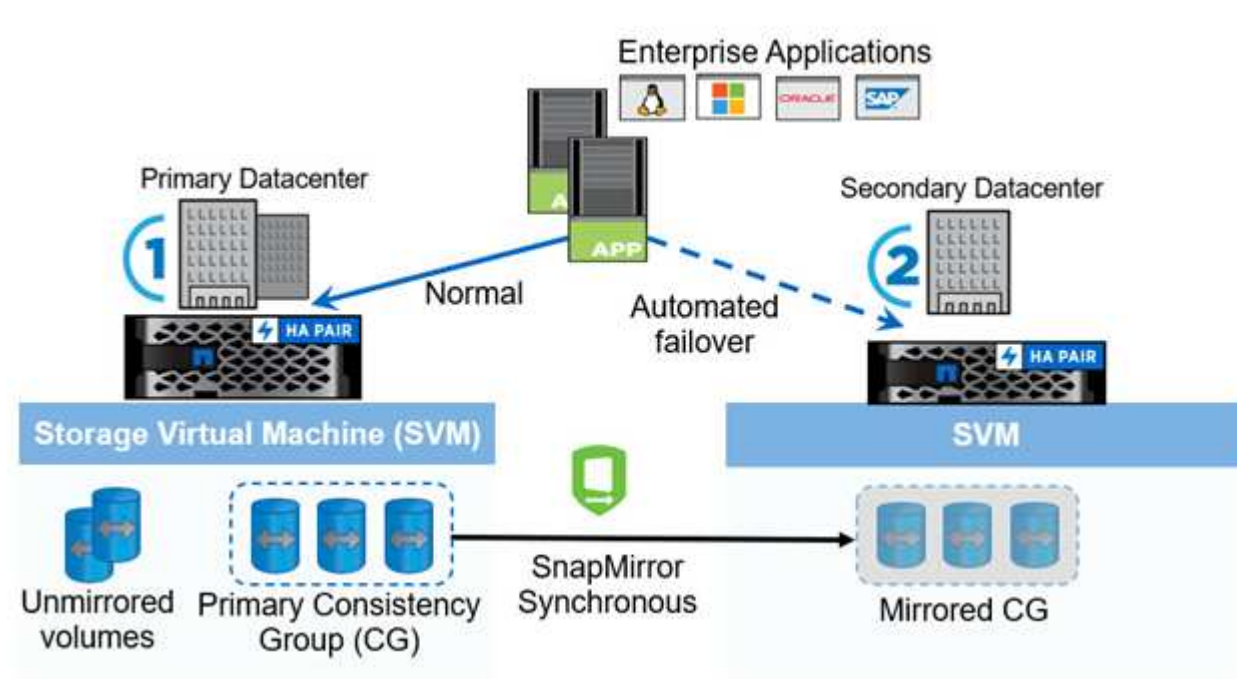 Enterprise Applications
ORACLE
SAP
Primary Datacenter
Secondary Datacenter
1
A
APP
2
Normal
Automated
failover
HA PAIR
HA PAIR
Storage Virtual Machine (SVM)
SVM
SnapMirror
Synchronous
Unmirrored
volumes
Primary Consistency
Group (CG)
Mirrored CG